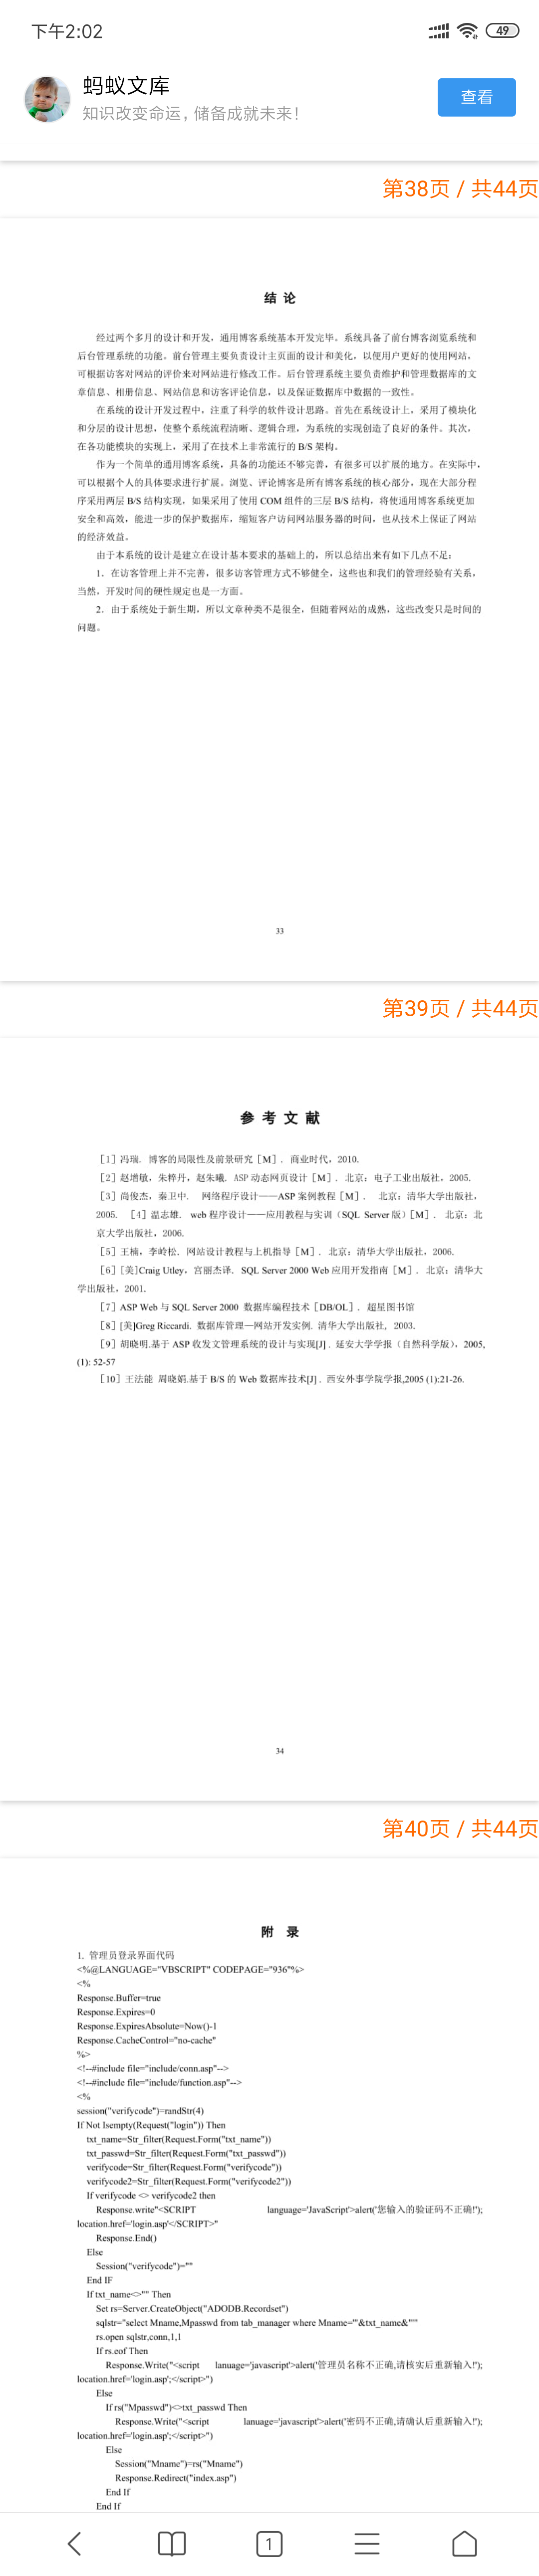 下午2:02
49
蚂蚁文库
知识改变命运，储备成就未来！
查看
第38页 / 共44页
结 论
经过两个多月的设计和开发，通用博客系统基本开发完毕。系统具备了前台博客浏览系统和
后台管理系统的功能。前台管理主要负责设计主页面的设计和美化，以便用户更好的使用网站，
可根据访客对网站的评价来对网站进行修改工作。后台管理系统主要负责维护和管理数据库的文
章信息、相册信息、网站信息和访客评论信息，以及保证数据库中数据的一致性。
在系统的设计开发过程中，注重了科学的软件设计思路。首先在系统设计上，采用了模块化
和分层的设计思想，使整个系统流程清晰、逻辑合理，为系统的实现创造了良好的条件。其次，
在各功能模块的实现上，采用了在技术上非常流行的 B/S 架构。
作为一个简单的通用博客系统，具备的功能还不够完善，有很多可以扩展的地方。在实际中，
可以根据个人的具体要求进行扩展。浏览、评论博客是所有博客系统的核心部分，现在大部分程
序采用两层 B/S 结构实现，如果采用了使用 COM 组件的三层 B/S 结构，将使通用博客系统更加
安全和高效，能进一步的保护数据库，缩短客户访问网站服务器的时间，也从技术上保证了网站
的经济效益。
由于本系统的设计是建立在设计基本要求的基础上的，所以总结出来有如下几点不足：
1．在访客管理上并不完善，很多访客管理方式不够健全，这些也和我们的管理经验有关系，
当然，开发时间的硬性规定也是一方面。
2．由于系统处于新生期，所以文章种类不是很全，但随着网站的成熟，这些改变只是时间的
问题。
33
第39页 / 共44页
参 考 文 献
［1］冯瑞．博客的局限性及前景研究［M］．商业时代，2010.
［2］赵增敏，朱粹丹，赵朱曦．ASP 动态网页设计［M］．北京：电子工业出版社，2005.
［3］尚俊杰，秦卫中． 网络程序设计——ASP 案例教程［M］． 北京：清华大学出版社，
2005. ［4］温志雄． web 程序设计——应用教程与实训（SQL Server 版）［M］． 北京：北
京大学出版社，2006.
［5］王楠，李岭松．网站设计教程与上机指导［M］．北京：清华大学出版社，2006.
［6］［美]Craig Utley，宫丽杰译．SQL Server 2000 Web 应用开发指南［M］．北京：清华大
学出版社，2001.
［7］ASP Web 与 SQL Server 2000 数据库编程技术［DB/OL］．超星图书馆
［8］[美]Greg Riccardi. 数据库管理—网站开发实例. 清华大学出版社，2003.
［9］胡晓明.基于 ASP 收发文管理系统的设计与实现[J]．延安大学学报（自然科学版），2005,
(1): 52-57
［10］王法能 周晓娟.基于 B/S 的 Web 数据库技术[J]．西安外事学院学报,2005 (1):21-26.
34
第40页 / 共44页
附 录
1. 管理员登录界面代码
<%@LANGUAGE="VBSCRIPT" CODEPAGE="936"%>
<%
Response.Buffer=true
Response.Expires=0
Response.ExpiresAbsolute=Now()-1
Response.CacheControl="no-cache"
%>
<!--#include file="include/conn.asp"-->
<!--#include file="include/function.asp"-->
<%
session("verifycode")=randStr(4)
If Not Isempty(Request("login")) Then
txt_name=Str_filter(Request.Form("txt_name"))
txt_passwd=Str_filter(Request.Form("txt_passwd"))
verifycode=Str_filter(Request.Form("verifycode"))
verifycode2=Str_filter(Request.Form("verifycode2"))
If verifycode <> verifycode2 then
Response.write"<SCRIPT language='JavaScript'>alert('您输入的验证码不正确!');
location.href='login.asp'</SCRIPT>"
Response.End()
Else
Session("verifycode")=""
End IF
If txt_name<>"" Then
Set rs=Server.CreateObject("ADODB.Recordset")
sqlstr="select Mname,Mpasswd from tab_manager where Mname='"&txt_name&"'"
rs.open sqlstr,conn,1,1
If rs.eof Then
Response.Write("<script lanuage='javascript'>alert('管理员名称不正确,请核实后重新输入!');
location.href='login.asp';</script>")
Else
If rs("Mpasswd")<>txt_passwd Then
Response.Write("<script lanuage='javascript'>alert('密码不正确,请确认后重新输入!');
location.href='login.asp';</script>")
Else
Session("Mname")=rs("Mname")
Response.Redirect("index.asp")
End If
End If
1